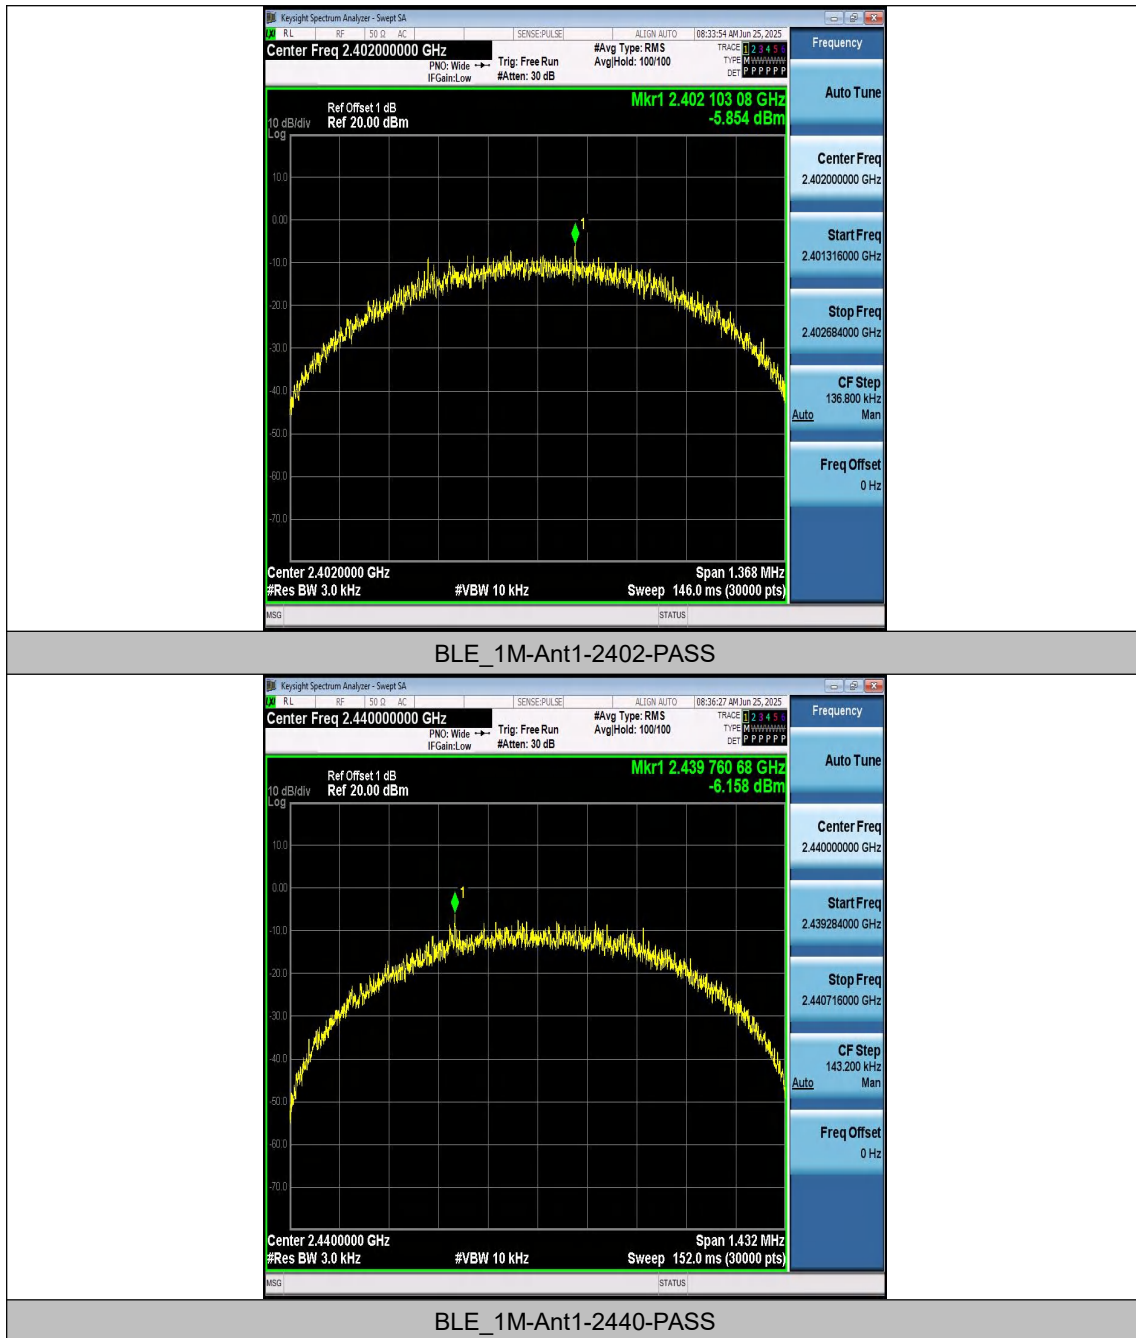 Keysight Spectrum Analyzer - Swept SA
RL RF 50 Ω AC SENSE:PULSE ALIGN AUTO 08:33:54 AM Jun 25, 2025
Center Freq 2.402000000 GHz
PNO: Wide
IFGain:Low
Trig: Free Run
#Atten: 30 dB
#Avg Type: RMS
Avg|Hold: 100/100
TRACE 1 2 3 4 5 6
TYPE M WWWWW
DET P P P P P P
Frequency
Mkr1 2.402 103 08 GHz
-5.854 dBm
Ref Offset 1 dB
10 dB/div Ref 20.00 dBm
Log
1
10.0
0.00
-10.0
-20.0
-30.0
-40.0
-50.0
-60.0
-70.0
Center 2.4020000 GHz Span 1.368 MHz
#Res BW 3.0 kHz #VBW 10 kHz Sweep 146.0 ms (30000 pts)
MSG STATUS
Auto Tune
Center Freq
2.402000000 GHz
Start Freq
2.401316000 GHz
Stop Freq
2.402684000 GHz
CF Step
136.800 kHz
Auto Man
Freq Offset
0 Hz
BLE_1M-Ant1-2402-PASS
Keysight Spectrum Analyzer - Swept SA
RL RF 50 Ω AC SENSE:PULSE ALIGN AUTO 08:36:27 AM Jun 25, 2025
Center Freq 2.440000000 GHz
PNO: Wide
IFGain:Low
Trig: Free Run
#Atten: 30 dB
#Avg Type: RMS
Avg|Hold: 100/100
TRACE 1 2 3 4 5 6
TYPE M WWWWW
DET P P P P P P
Frequency
Mkr1 2.439 760 68 GHz
-6.158 dBm
Ref Offset 1 dB
10 dB/div Ref 20.00 dBm
Log
1
10.0
0.00
-10.0
-20.0
-30.0
-40.0
-50.0
-60.0
-70.0
Center 2.4400000 GHz Span 1.432 MHz
#Res BW 3.0 kHz #VBW 10 kHz Sweep 152.0 ms (30000 pts)
MSG STATUS
Auto Tune
Center Freq
2.440000000 GHz
Start Freq
2.439284000 GHz
Stop Freq
2.440716000 GHz
CF Step
143.200 kHz
Auto Man
Freq Offset
0 Hz
BLE_1M-Ant1-2440-PASS